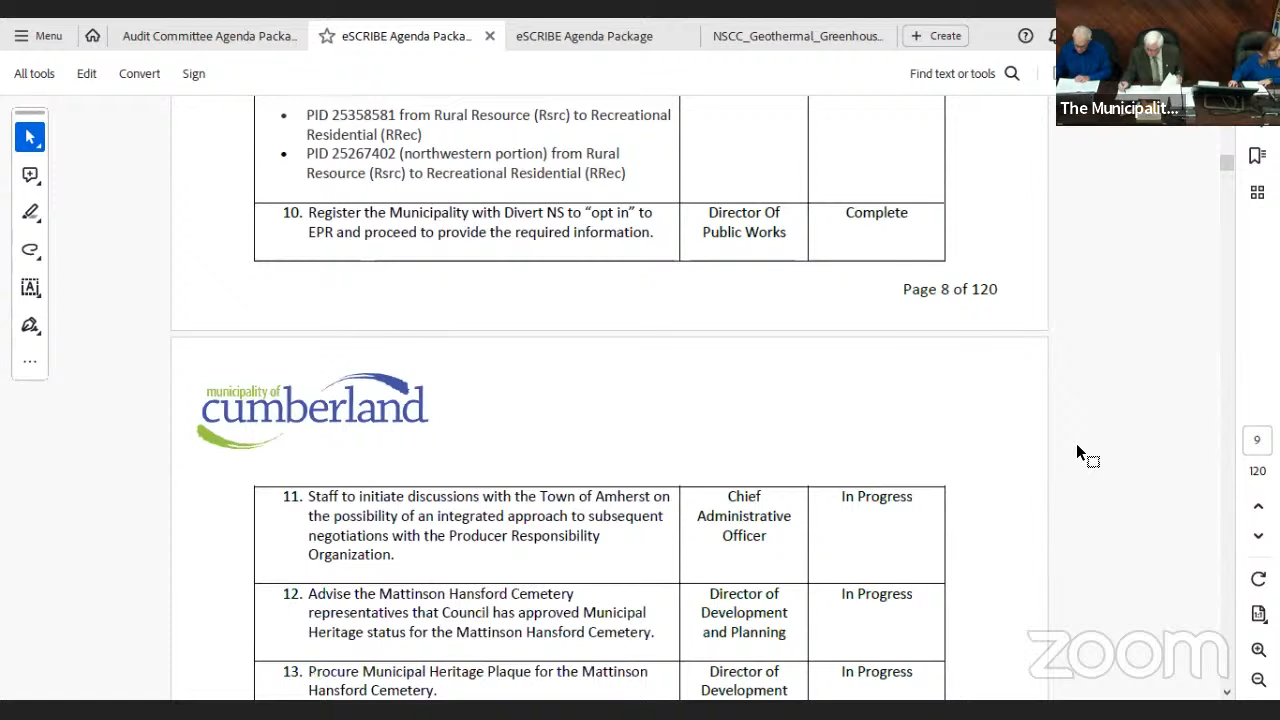 Menu
Audit Committee Agenda Packa...
eSCRIBE Agenda Packa...
eSCRIBE Agenda Package
NSCC_Geothermal_Greenhous...
Create
All tools
Edit
Convert
Sign
Find text or tools
The Municipalit...
• PID 25358581 from Rural Resource (Rsrc) to Recreational
Residential (RRec)
• PID 25267402 (northwestern portion) from Rural
Resource (Rsrc) to Recreational Residential (RRec)
10. Register the Municipality with Divert NS to “opt in” to
EPR and proceed to provide the required information.
Director Of
Public Works
Complete
Page 8 of 120
municipality of
cumberland
11. Staff to initiate discussions with the Town of Amherst on
the possibility of an integrated approach to subsequent
negotiations with the Producer Responsibility
Organization.
Chief
Administrative
Officer
In Progress
12. Advise the Mattinson Hansford Cemetery
representatives that Council has approved Municipal
Heritage status for the Mattinson Hansford Cemetery.
Director of
Development
and Planning
In Progress
13. Procure Municipal Heritage Plaque for the Mattinson
Hansford Cemetery.
Director of
Development
In Progress
9
120
zoom